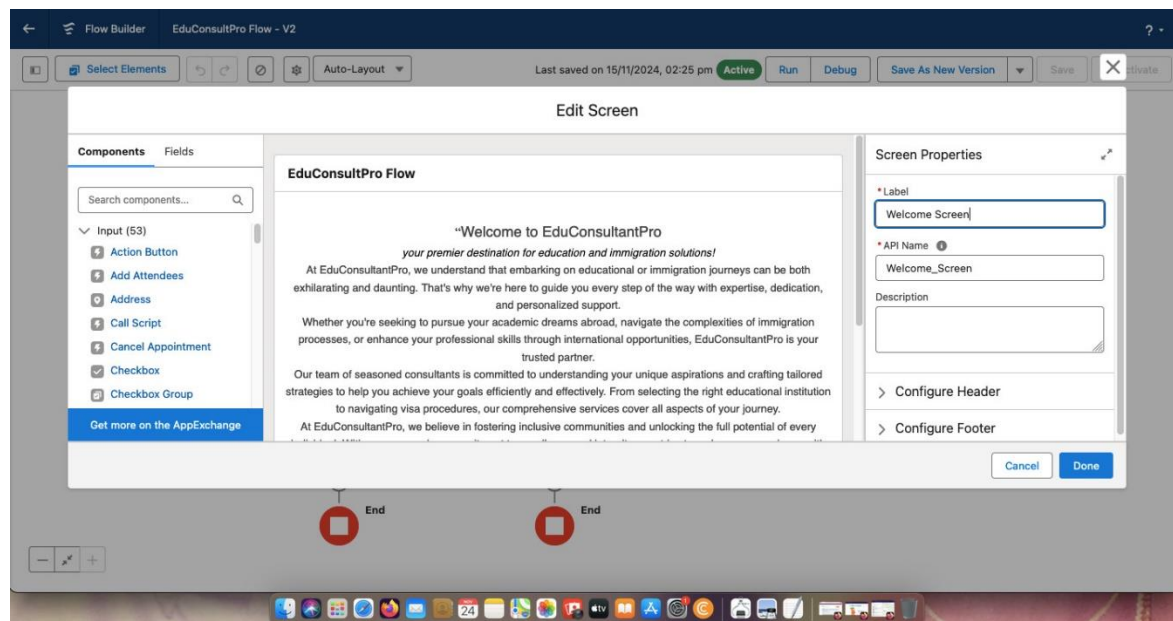 Flow Builder
EduConsultPro Flow - V2
?
Select Elements
Auto-Layout
Last saved on 15/11/2024, 02:25 pm
Active
Run
Debug
Save As New Version
Save
Edit Screen
Components
Fields
Search components...
Input (53)
Action Button
Add Attendees
Address
Call Script
Cancel Appointment
Checkbox
Checkbox Group
Get more on the AppExchange
EduConsultPro Flow
“Welcome to EduConsultantPro
your premier destination for education and immigration solutions!
At EduConsultantPro, we understand that embarking on educational or immigration journeys can be both
exhilarating and daunting. That's why we're here to guide you every step of the way with expertise, dedication,
and personalized support.
Whether you're seeking to pursue your academic dreams abroad, navigate the complexities of immigration
processes, or enhance your professional skills through international opportunities, EduConsultantPro is your
trusted partner.
Our team of seasoned consultants is committed to understanding your unique aspirations and crafting tailored
strategies to help you achieve your goals efficiently and effectively. From selecting the right educational institution
to navigating visa procedures, our comprehensive services cover all aspects of your journey.
At EduConsultantPro, we believe in fostering inclusive communities and unlocking the full potential of every
Screen Properties
*Label
Welcome Screen
*API Name
Welcome_Screen
Description
Configure Header
Configure Footer
Cancel
Done
End
End
NOV
24
tv